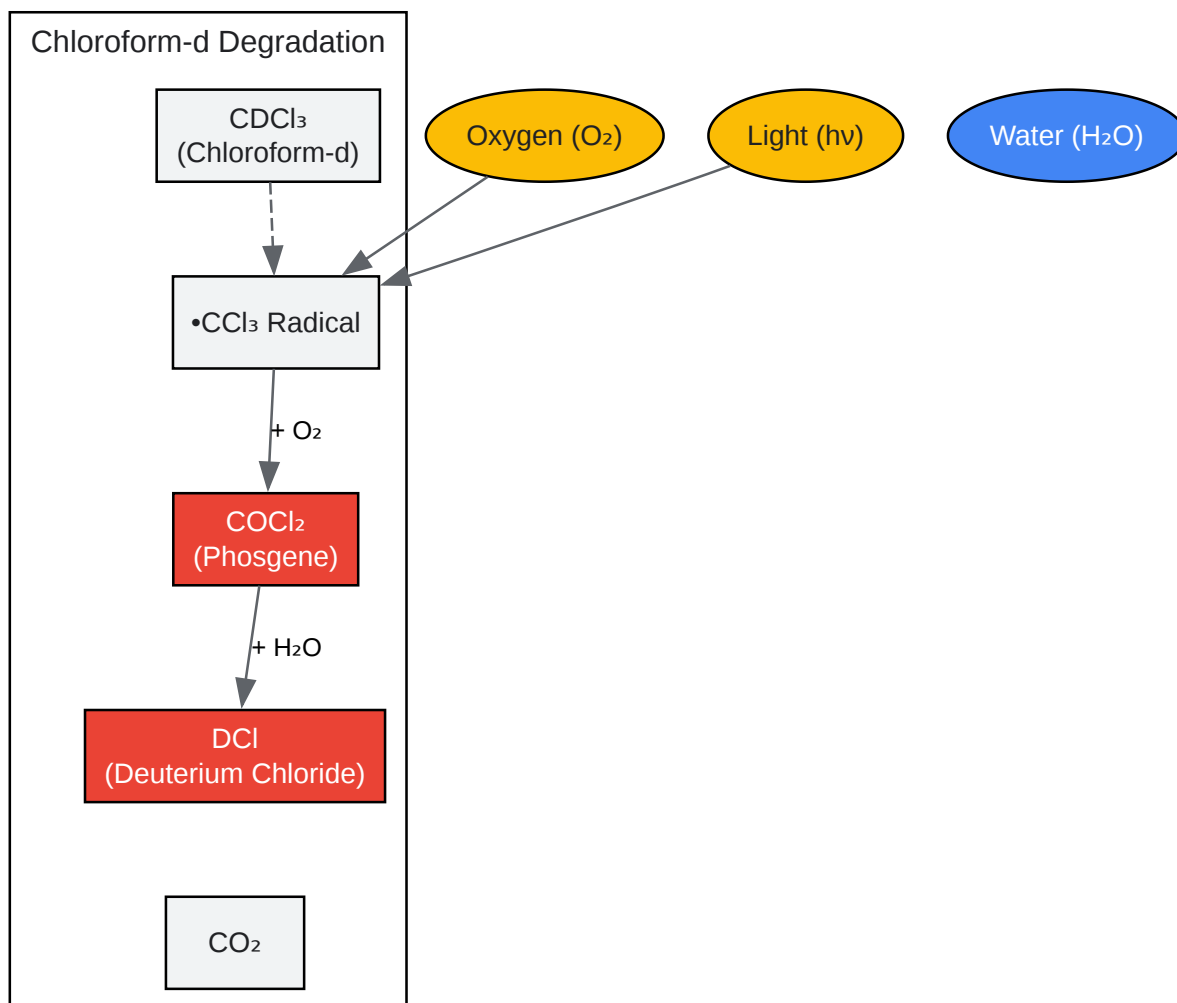 Chloroform-d Degradation
CDCl₃
(Chloroform-d)
Oxygen (O₂)
Light (hν)
Water (H₂O)
•CCl₃ Radical
+ O₂
COCl₂
(Phosgene)
+ H₂O
DCl
(Deuterium Chloride)
CO₂